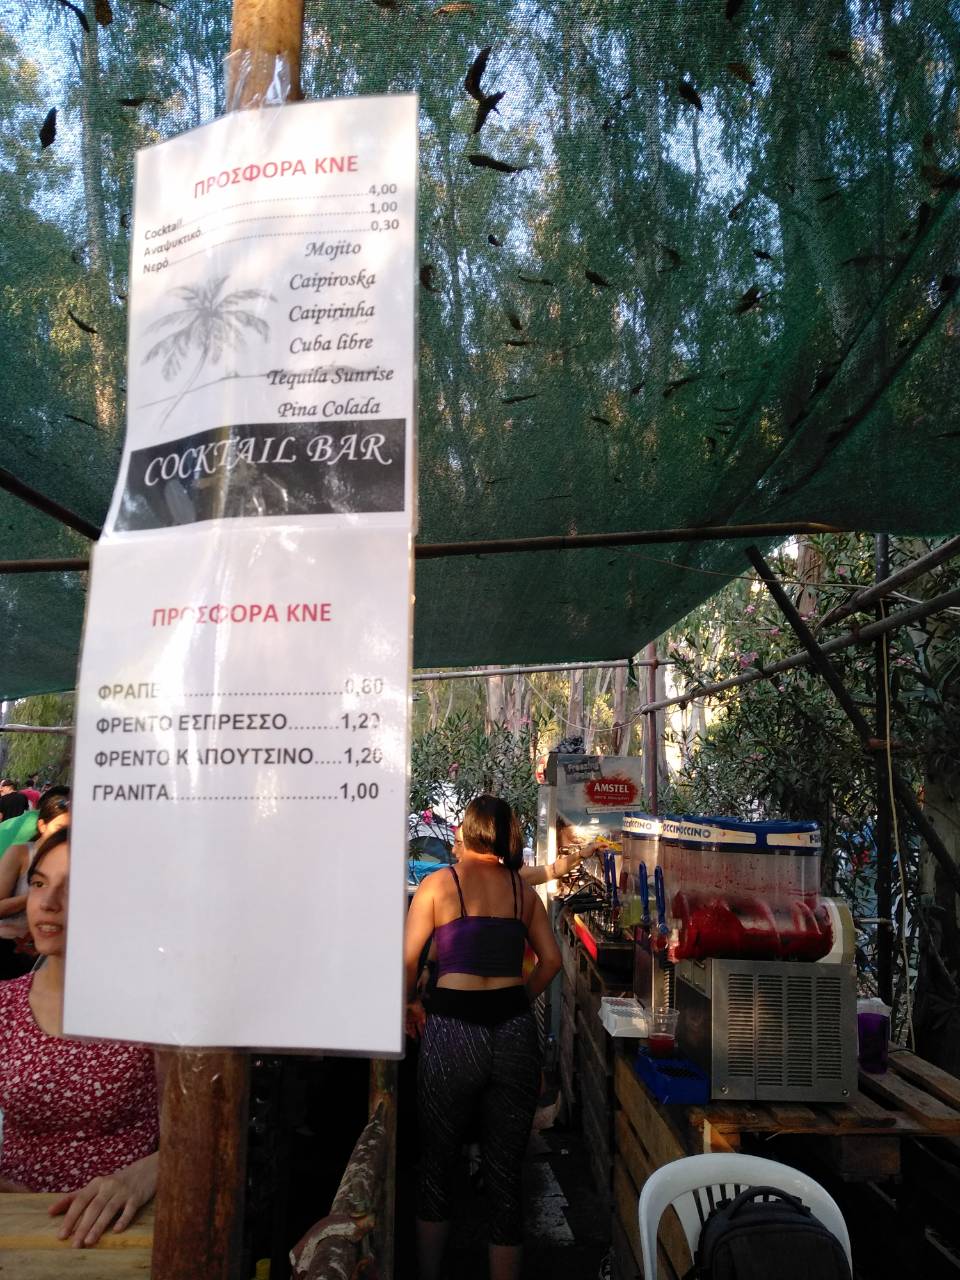 ΠΡΟΣΦΟΡΑ ΚΝΕ
Cocktail....................4,00
Αναψυκτικό....................1,00
Νερό....................0,30
Mojito
Caipiroska
Caipirinha
Cuba libre
Tequila Sunrise
Pina Colada
COCKTAIL BAR
ΠΡΟΣΦΟΡΑ ΚΝΕ
ΦΡΑΠΕ............................0,80
ΦΡΕΝΤΟ ΕΣΠΡΕΣΣΟ.........1,20
ΦΡΕΝΤΟ ΚΑΠΟΥΤΣΙΝΟ.....1,20
ΓΡΑΝΙΤΑ..........................1,00
AMSTEL